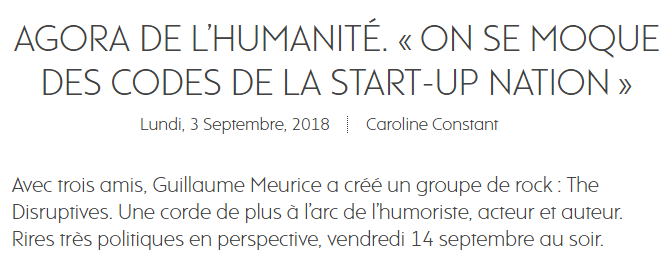 AGORA DE L'HUMANITÉ. « ON SE MOQUE
DES CODES DE LA START-UP NATION »
Lundi, 3 Septembre, 2018 Caroline Constant
Avec trois amis, Guillaume Meurice a créé un groupe de rock : The
Disruptives. Une corde de plus à l'arc de l'humoriste, acteur et auteur.
Rires très politiques en perspective, vendredi 14 septembre au soir.